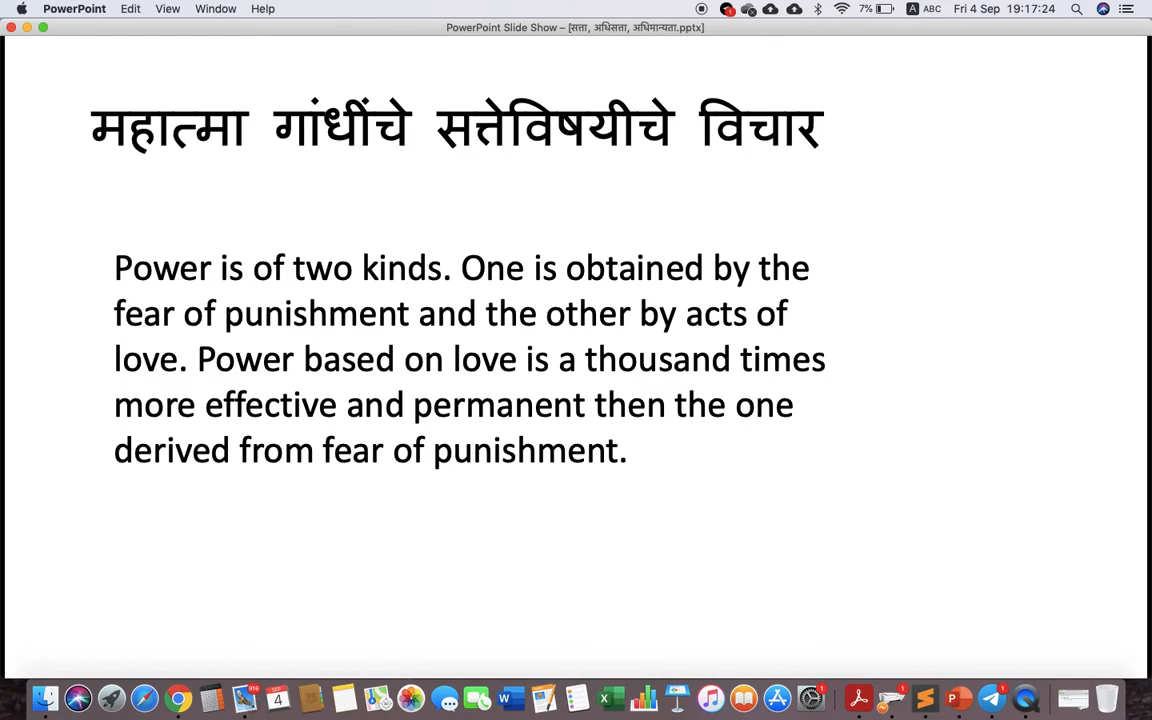 PowerPoint Edit View Window Help 7% A ABC Fri 4 Sep 19:17:24
PowerPoint Slide Show – [सत्ता, अधिसत्ता, अधिमान्यता.pptx]
महात्मा गांधींचे सत्तेविषयीचे विचार
Power is of two kinds. One is obtained by the
fear of punishment and the other by acts of
love. Power based on love is a thousand times
more effective and permanent then the one
derived from fear of punishment.